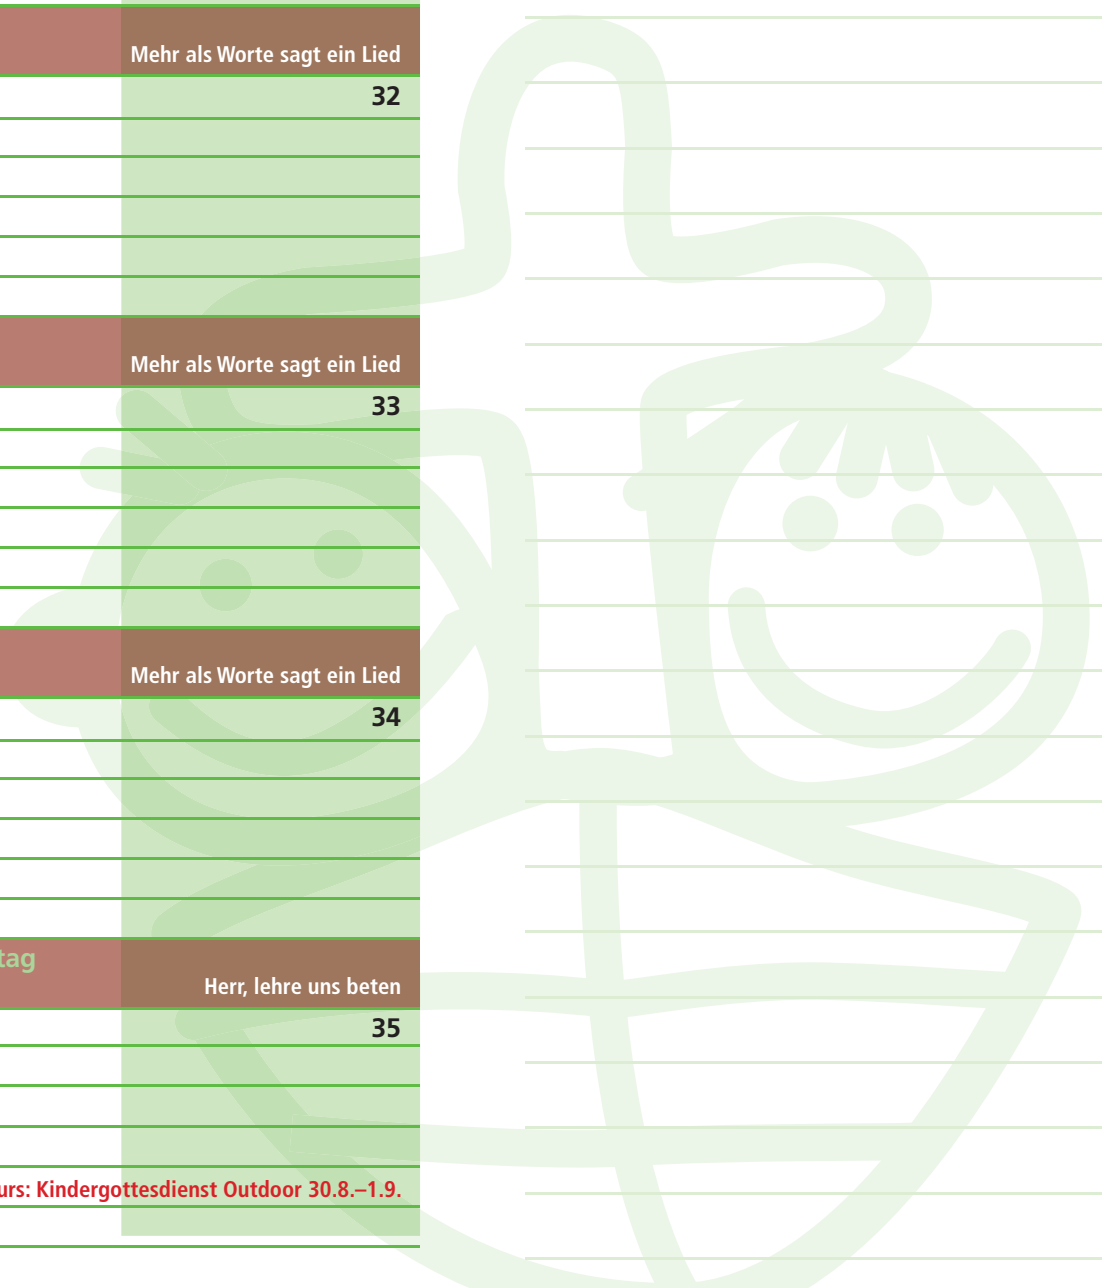 Mehr als Worte sagt ein Lied
32
Mehr als Worte sagt ein Lied
33
Mehr als Worte sagt ein Lied
34
tag
Herr, lehre uns beten
35
urs: Kindergottesdienst Outdoor 30.8.–1.9.